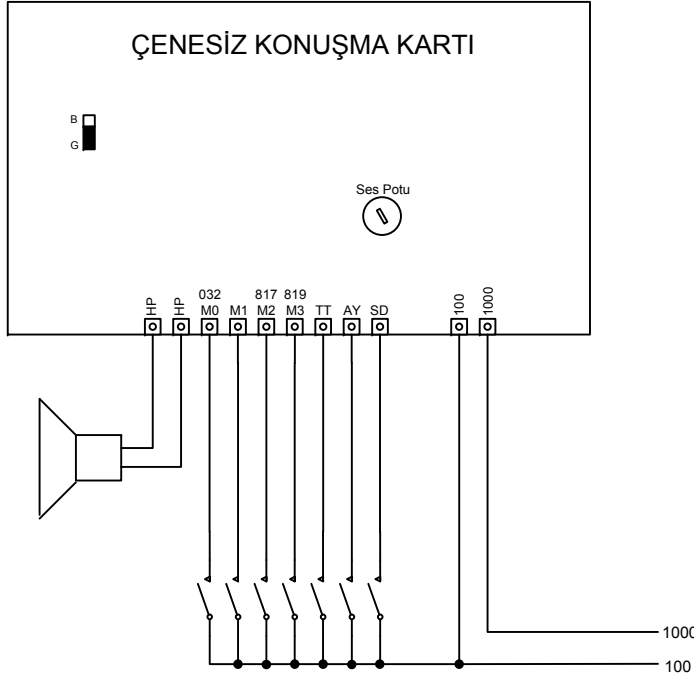 ÇENESİZ KONUŞMA KARTI
B
G
Ses Potu
032 817 819
HP HP M0 M1 M2 M3 TT AY SD 100 1000
1000
100